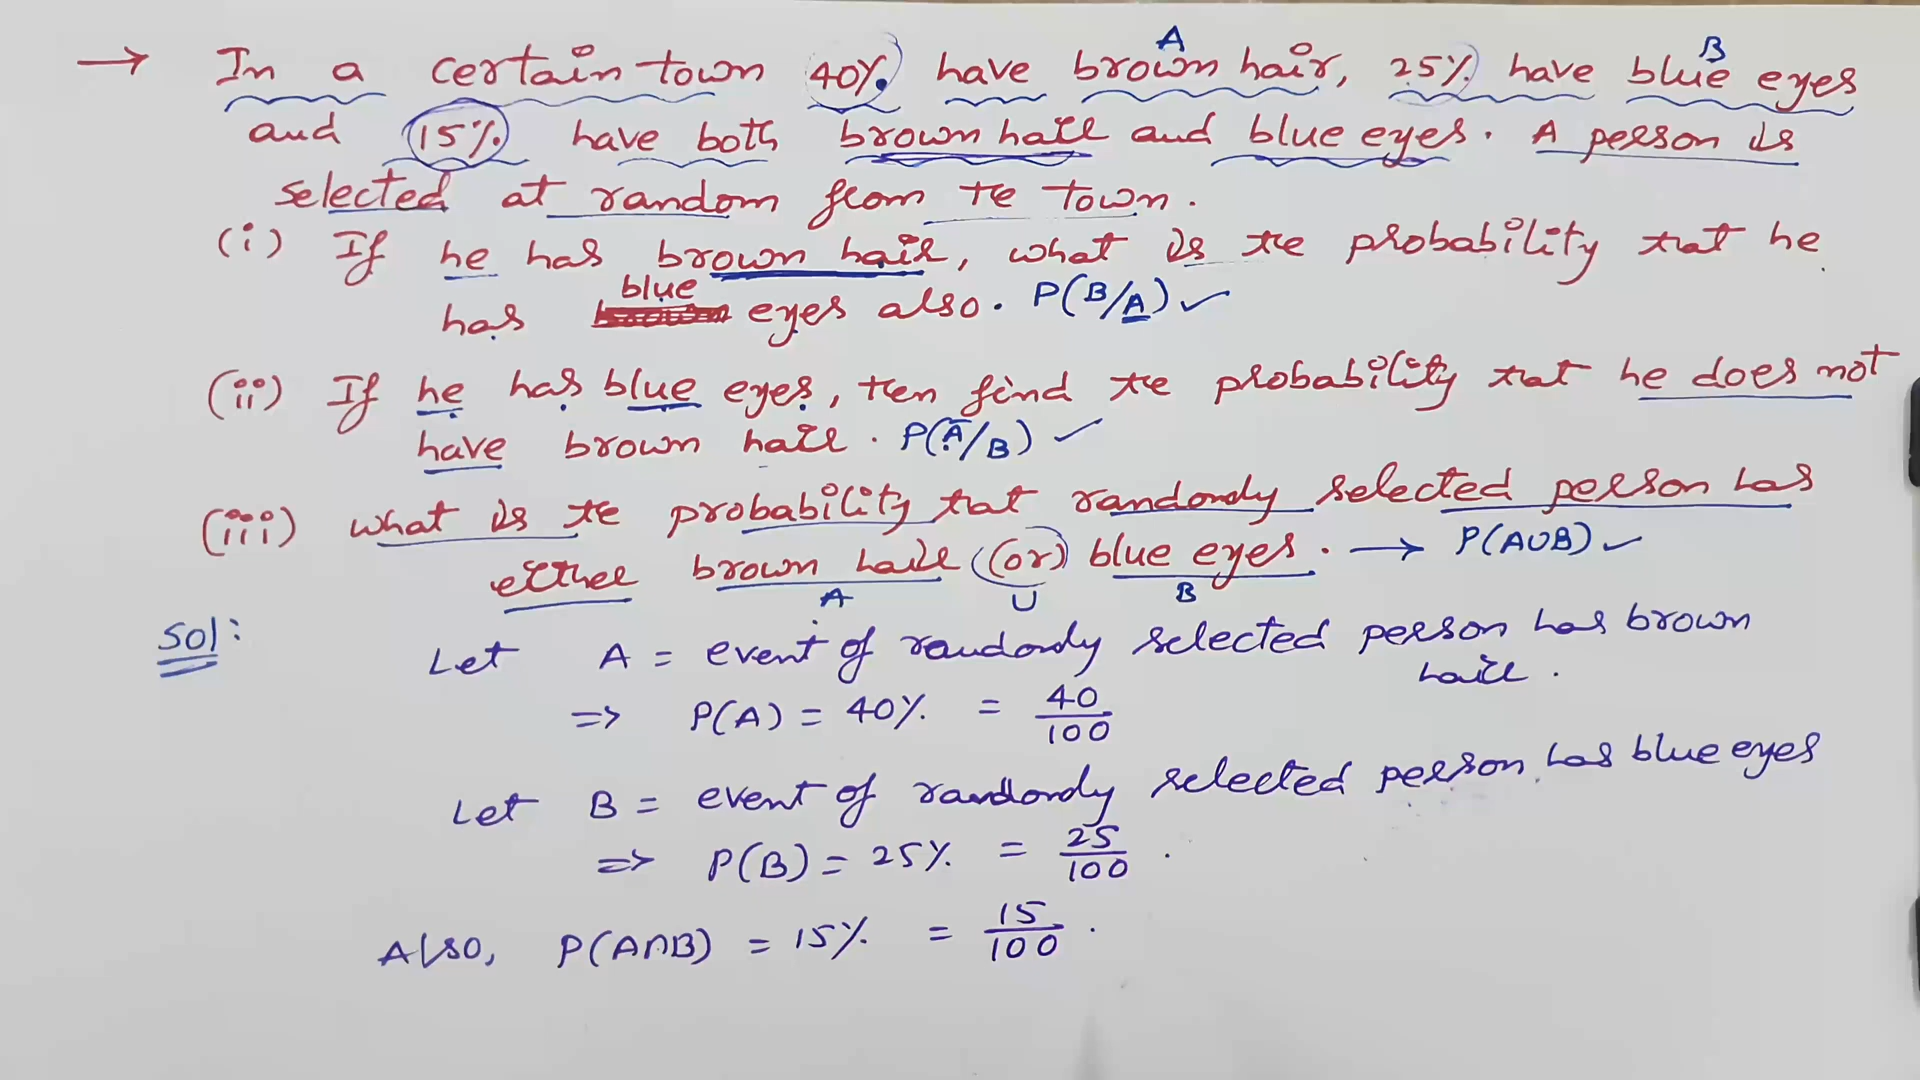 → In a certain town 40% have brown hair, 25% have blue eyes
A B
and 15% have both brown hair and blue eyes. A person is
selected at random from the town.
(i) If he has brown hair, what is the probability that he
has blue eyes also. P(B/A) ✓
(ii) If he has blue eyes, then find the probability that he does not
have brown hair. P(Ā/B) ✓
(iii) what is the probability that randomly selected person has
either brown hair (or) blue eyes. → P(A∪B) ✓
A U B
Sol:
Let A = event of randomly selected person has brown
hair.
=> P(A) = 40% = 40/100
Let B = event of randomly selected person has blue eyes
=> P(B) = 25% = 25/100.
Also, P(A∩B) = 15% = 15/100.